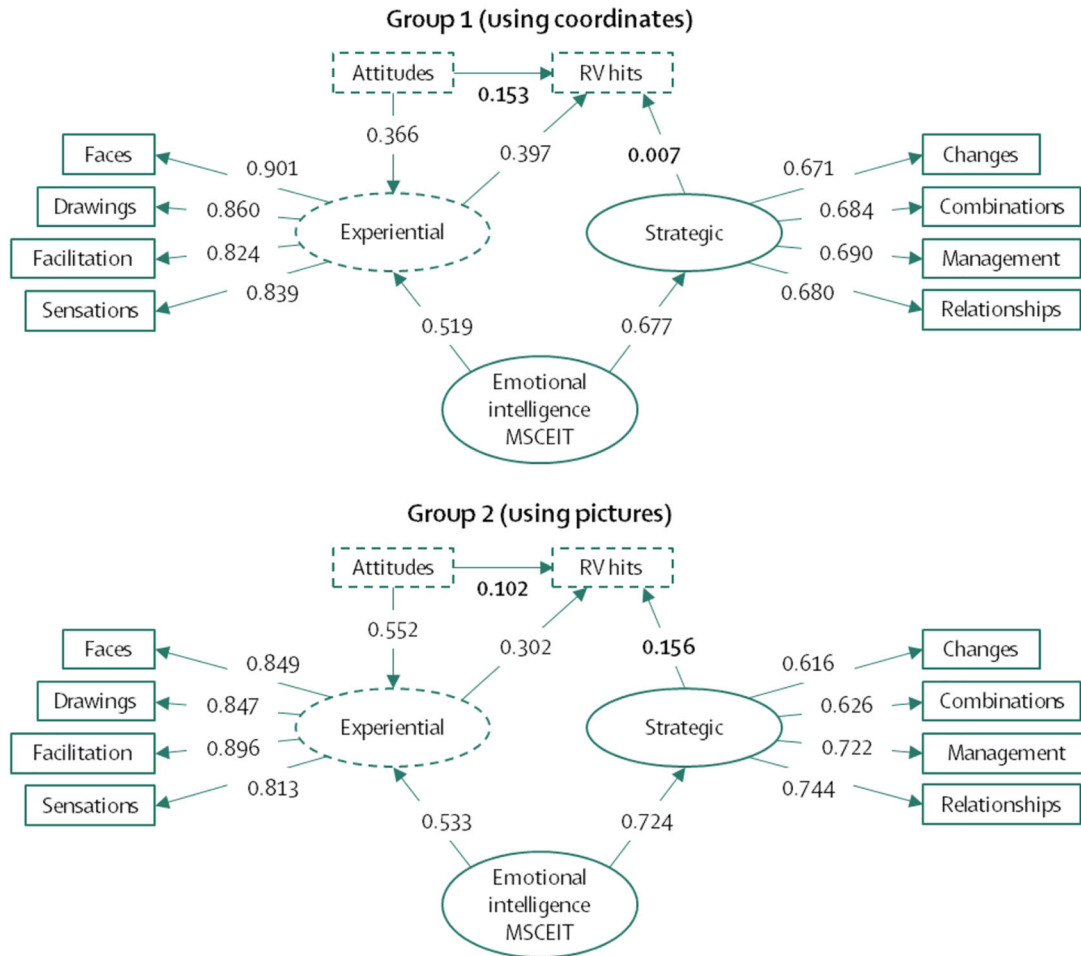 Group 1 (using coordinates)
Attitudes
RV hits
0.153
0.366
0.397
0.007
Faces
Drawings
Facilitation
Sensations
0.901
0.860
0.824
0.839
Experiential
Strategic
0.671
0.684
0.690
0.680
Changes
Combinations
Management
Relationships
0.519
0.677
Emotional
intelligence
MSCEIT
Group 2 (using pictures)
Attitudes
RV hits
0.102
0.552
0.302
0.156
Faces
Drawings
Facilitation
Sensations
0.849
0.847
0.896
0.813
Experiential
Strategic
0.616
0.626
0.722
0.744
Changes
Combinations
Management
Relationships
0.533
0.724
Emotional
intelligence
MSCEIT